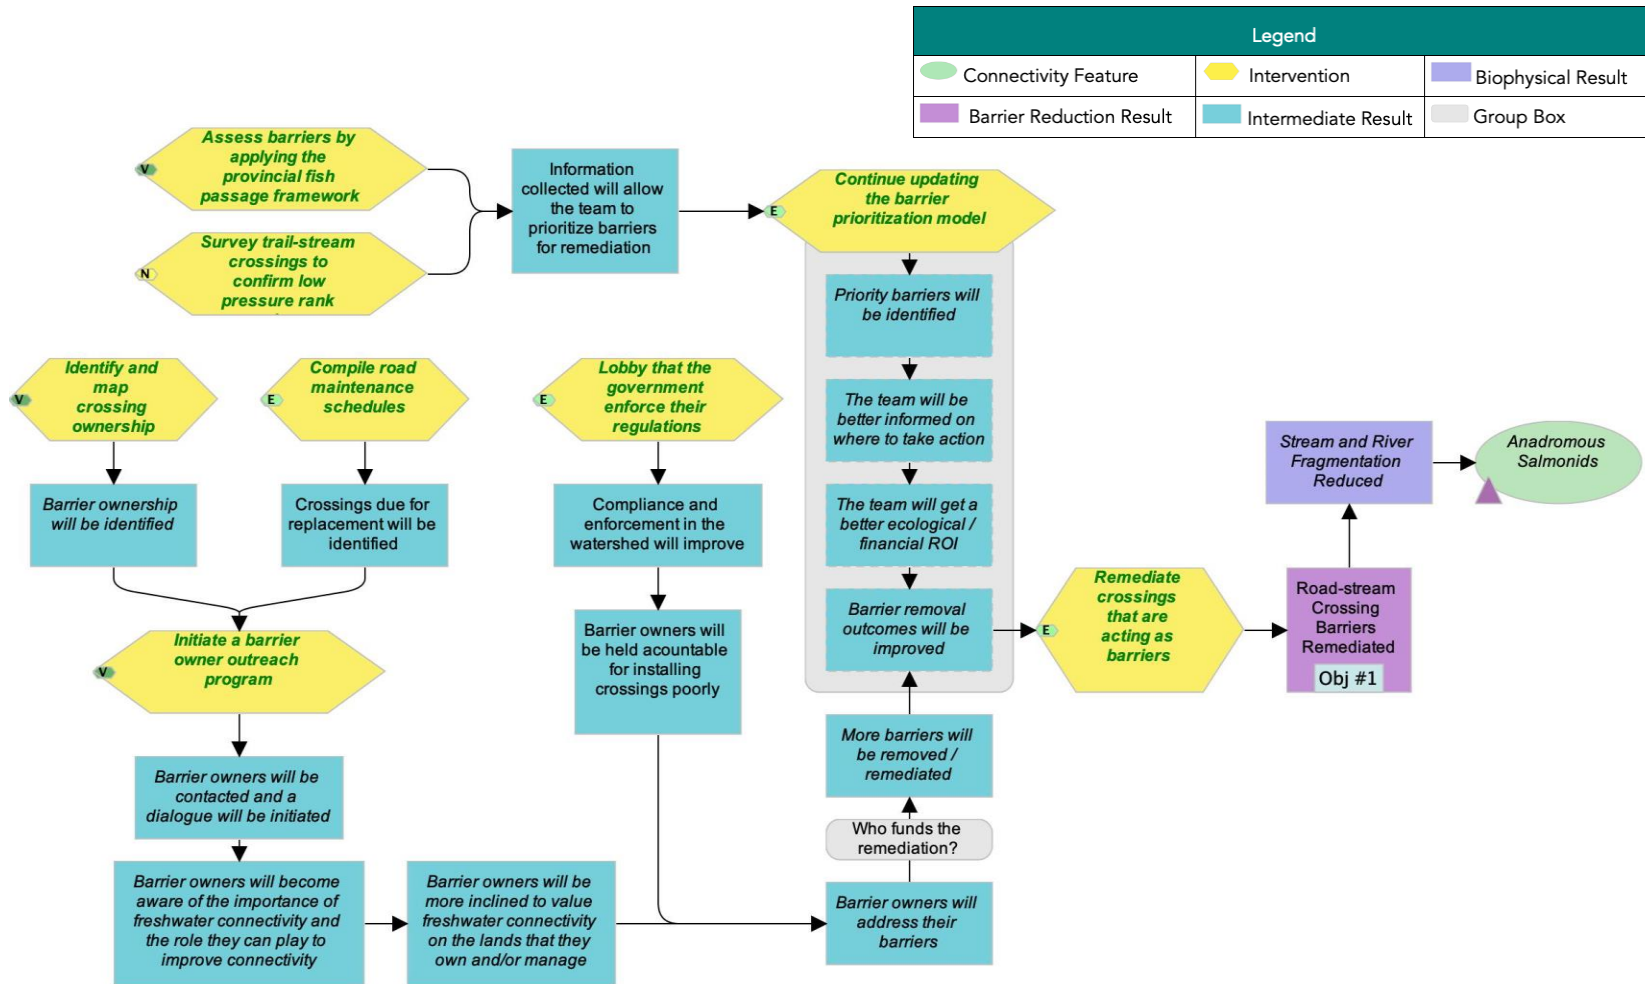 Legend
Connectivity Feature
Intervention
Biophysical Result
Barrier Reduction Result
Intermediate Result
Group Box
Assess barriers by
applying the
provincial fish
passage framework
V
Survey trail-stream
crossings to
confirm low
pressure rank
N
Information
collected will allow
the team to
prioritize barriers
for remediation
Continue updating
the barrier
prioritization model
E
Priority barriers will
be identified
The team will be
better informed on
where to take action
The team will get a
better ecological /
financial ROI
Barrier removal
outcomes will be
improved
Identify and
map
crossing
ownership
V
Compile road
maintenance
schedules
E
Lobby that the
government
enforce their
regulations
E
Barrier ownership
will be identified
Crossings due for
replacement will be
identified
Compliance and
enforcement in the
watershed will improve
Initiate a barrier
owner outreach
program
V
Barrier owners will
be held acountable
for installing
crossings poorly
Barrier owners will be
contacted and a
dialogue will be initiated
Barrier owners will become
aware of the importance of
freshwater connectivity and
the role they can play to
improve connectivity
Barrier owners will be
more inclined to value
freshwater connectivity
on the lands that they
own and/or manage
Barrier owners will
address their
barriers
Who funds the
remediation?
More barriers will
be removed /
remediated
Remediate
crossings
that are
acting as
barriers
E
Road-stream
Crossing
Barriers
Remediated
Obj #1
Stream and River
Fragmentation
Reduced
Anadromous
Salmonids